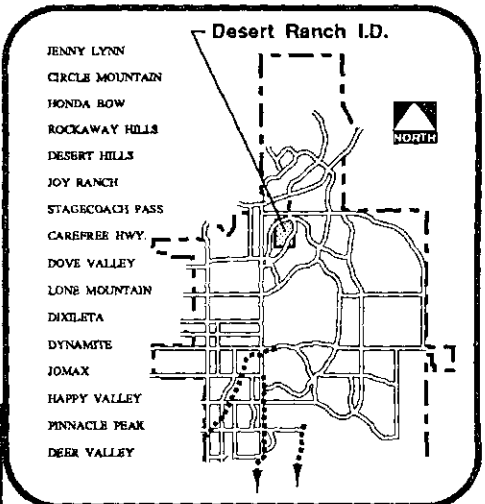 Desert Ranch I.D.
JENNY LYNN
CIRCLE MOUNTAIN
HONDA BOW
ROCKAWAY HILLS
DESERT HILLS
JOY RANCH
STAGECOACH PASS
CAREFREE HWY.
DOVE VALLEY
LONE MOUNTAIN
DIXILETA
DYNAMITE
JOMAX
HAPPY VALLEY
PINNACLE PEAK
DEER VALLEY
NORTH